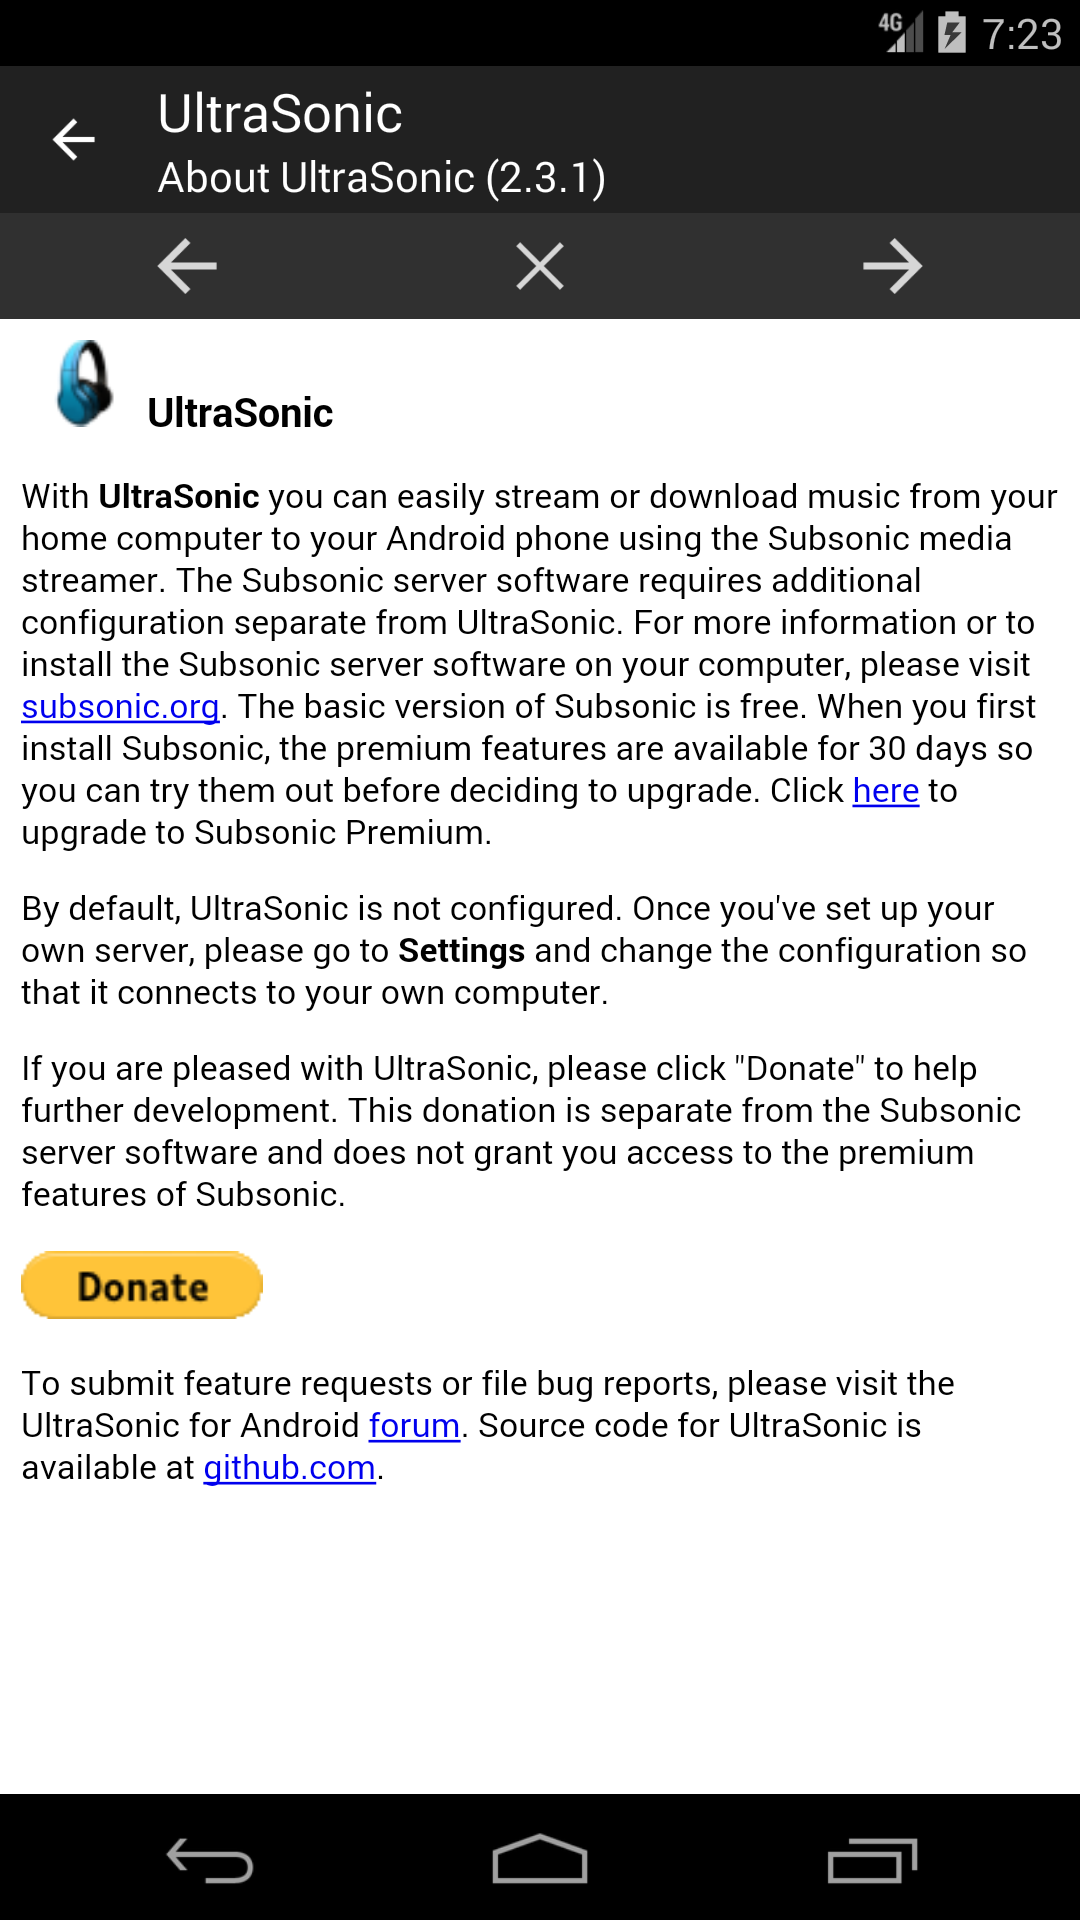 4G 7:23
UltraSonic
About UltraSonic (2.3.1)
UltraSonic
With UltraSonic you can easily stream or download music from your
home computer to your Android phone using the Subsonic media
streamer. The Subsonic server software requires additional
configuration separate from UltraSonic. For more information or to
install the Subsonic server software on your computer, please visit
subsonic.org. The basic version of Subsonic is free. When you first
install Subsonic, the premium features are available for 30 days so
you can try them out before deciding to upgrade. Click here to
upgrade to Subsonic Premium.
By default, UltraSonic is not configured. Once you've set up your
own server, please go to Settings and change the configuration so
that it connects to your own computer.
If you are pleased with UltraSonic, please click "Donate" to help
further development. This donation is separate from the Subsonic
server software and does not grant you access to the premium
features of Subsonic.
Donate
To submit feature requests or file bug reports, please visit the
UltraSonic for Android forum. Source code for UltraSonic is
available at github.com.